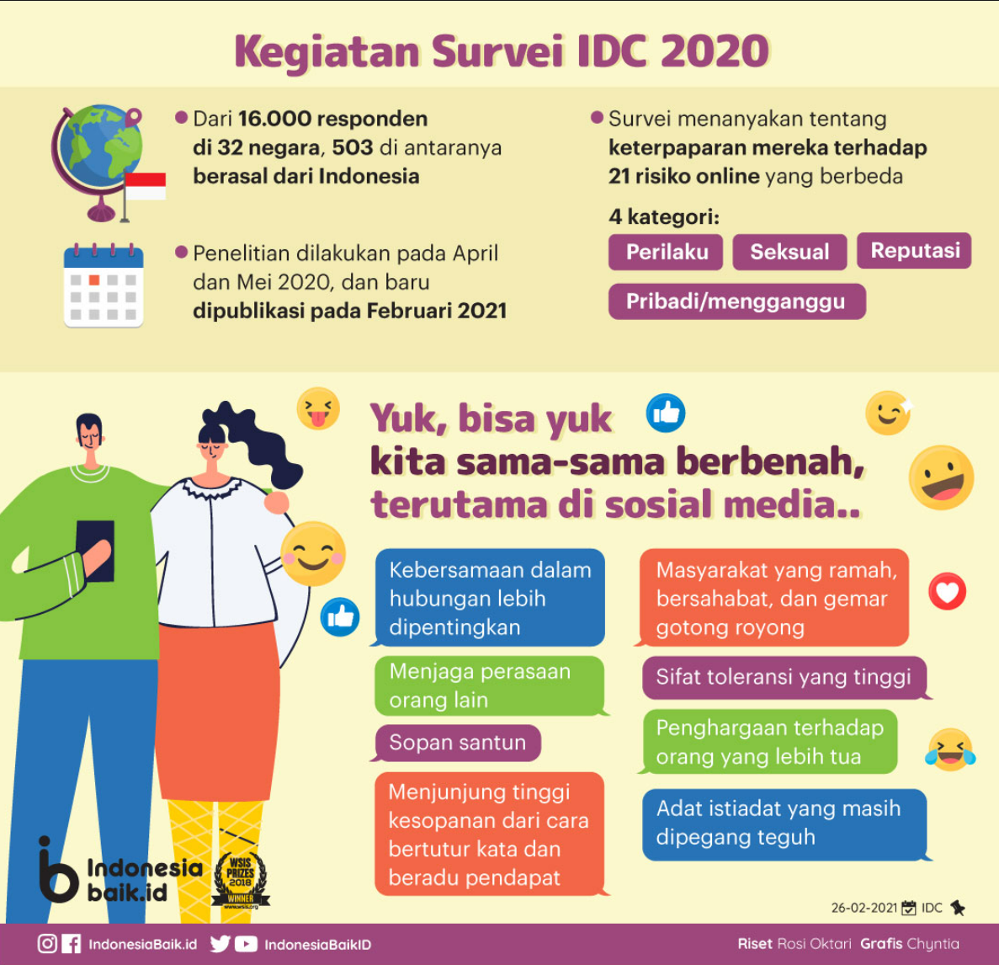 Kegiatan Survei IDC 2020
Dari 16.000 responden
di 32 negara, 503 di antaranya
berasal dari Indonesia
Penelitian dilakukan pada April
dan Mei 2020, dan baru
dipublikasi pada Februari 2021
Survei menanyakan tentang
keterpaparan mereka terhadap
21 risiko online yang berbeda
4 kategori:
Perilaku
Seksual
Reputasi
Pribadi/mengganggu
Yuk, bisa yuk
kita sama-sama berbenah,
terutama di sosial media..
Kebersamaan dalam
hubungan lebih
dipentingkan
Menjaga perasaan
orang lain
Sopan santun
Menjunjung tinggi
kesopanan dari cara
bertutur kata dan
beradu pendapat
Masyarakat yang ramah,
bersahabat, dan gemar
gotong royong
Sifat toleransi yang tinggi
Penghargaan terhadap
orang yang lebih tua
Adat istiadat yang masih
dipegang teguh
Indonesia
baik.id
WSIS
PRIZES
2018
WINNER
www.wsis.org
26-02-2021 IDC
IndonesiaBaik.id
IndonesiaBaikID
Riset Rosi Oktari Grafis Chyntia